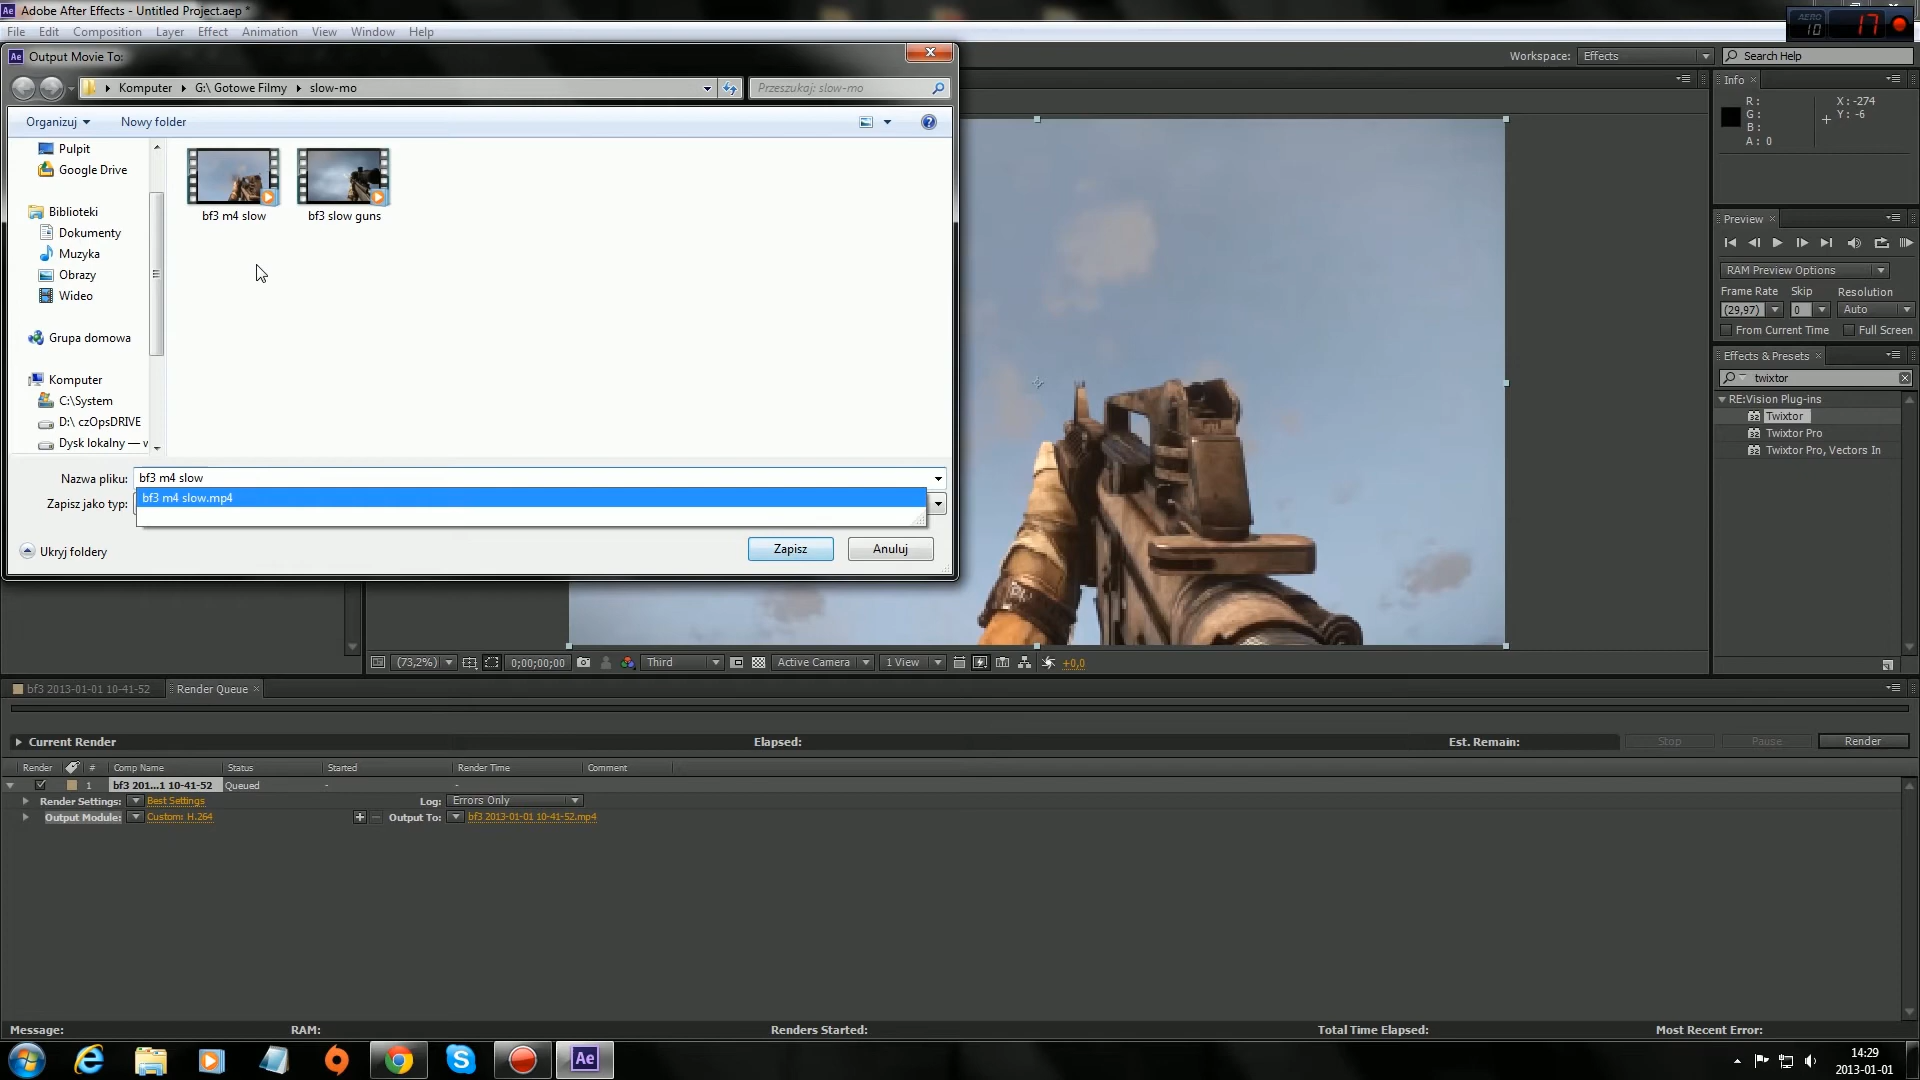 Adobe After Effects - Untitled Project.aep *
File Edit Composition Layer Effect Animation View Window Help
AERO 10 17
Output Movie To:
Workspace: Effects Search Help
Komputer G:\ Gotowe Filmy slow-mo Przeszukaj: slow-mo
Organizuj Nowy folder
Pulpit
Google Drive
Biblioteki
Dokumenty
Muzyka
Obrazy
Wideo
Grupa domowa
Komputer
C:\System
D:\ czOpsDRIVE
Dysk lokalny — w
bf3 m4 slow bf3 slow guns
Nazwa pliku: bf3 m4 slow
bf3 m4 slow.mp4
Zapisz jako typ:
Ukryj foldery Zapisz Anuluj
Info
R: X: -274
G: Y: -6
B:
A: 0
Preview
RAM Preview Options
Frame Rate Skip Resolution
(29,97) 0 Auto
From Current Time Full Screen
Effects & Presets
twixtor
RE:Vision Plug-ins
32 Twixtor
32 Twixtor Pro
32 Twixtor Pro, Vectors In
(73,2%) 0;00;00;00 Third Active Camera 1 View +0,0
bf3 2013-01-01 10-41-52 Render Queue
Current Render Elapsed: Est. Remain: Stop Pause Render
Render # Comp Name Status Started Render Time Comment
1 bf3 201...1 10-41-52 Queued - -
Render Settings: Best Settings Log: Errors Only
Output Module: Custom: H.264 Output To: bf3 2013-01-01 10-41-52.mp4
Message: RAM: Renders Started: Total Time Elapsed: Most Recent Error:
Ae
14:29
2013-01-01